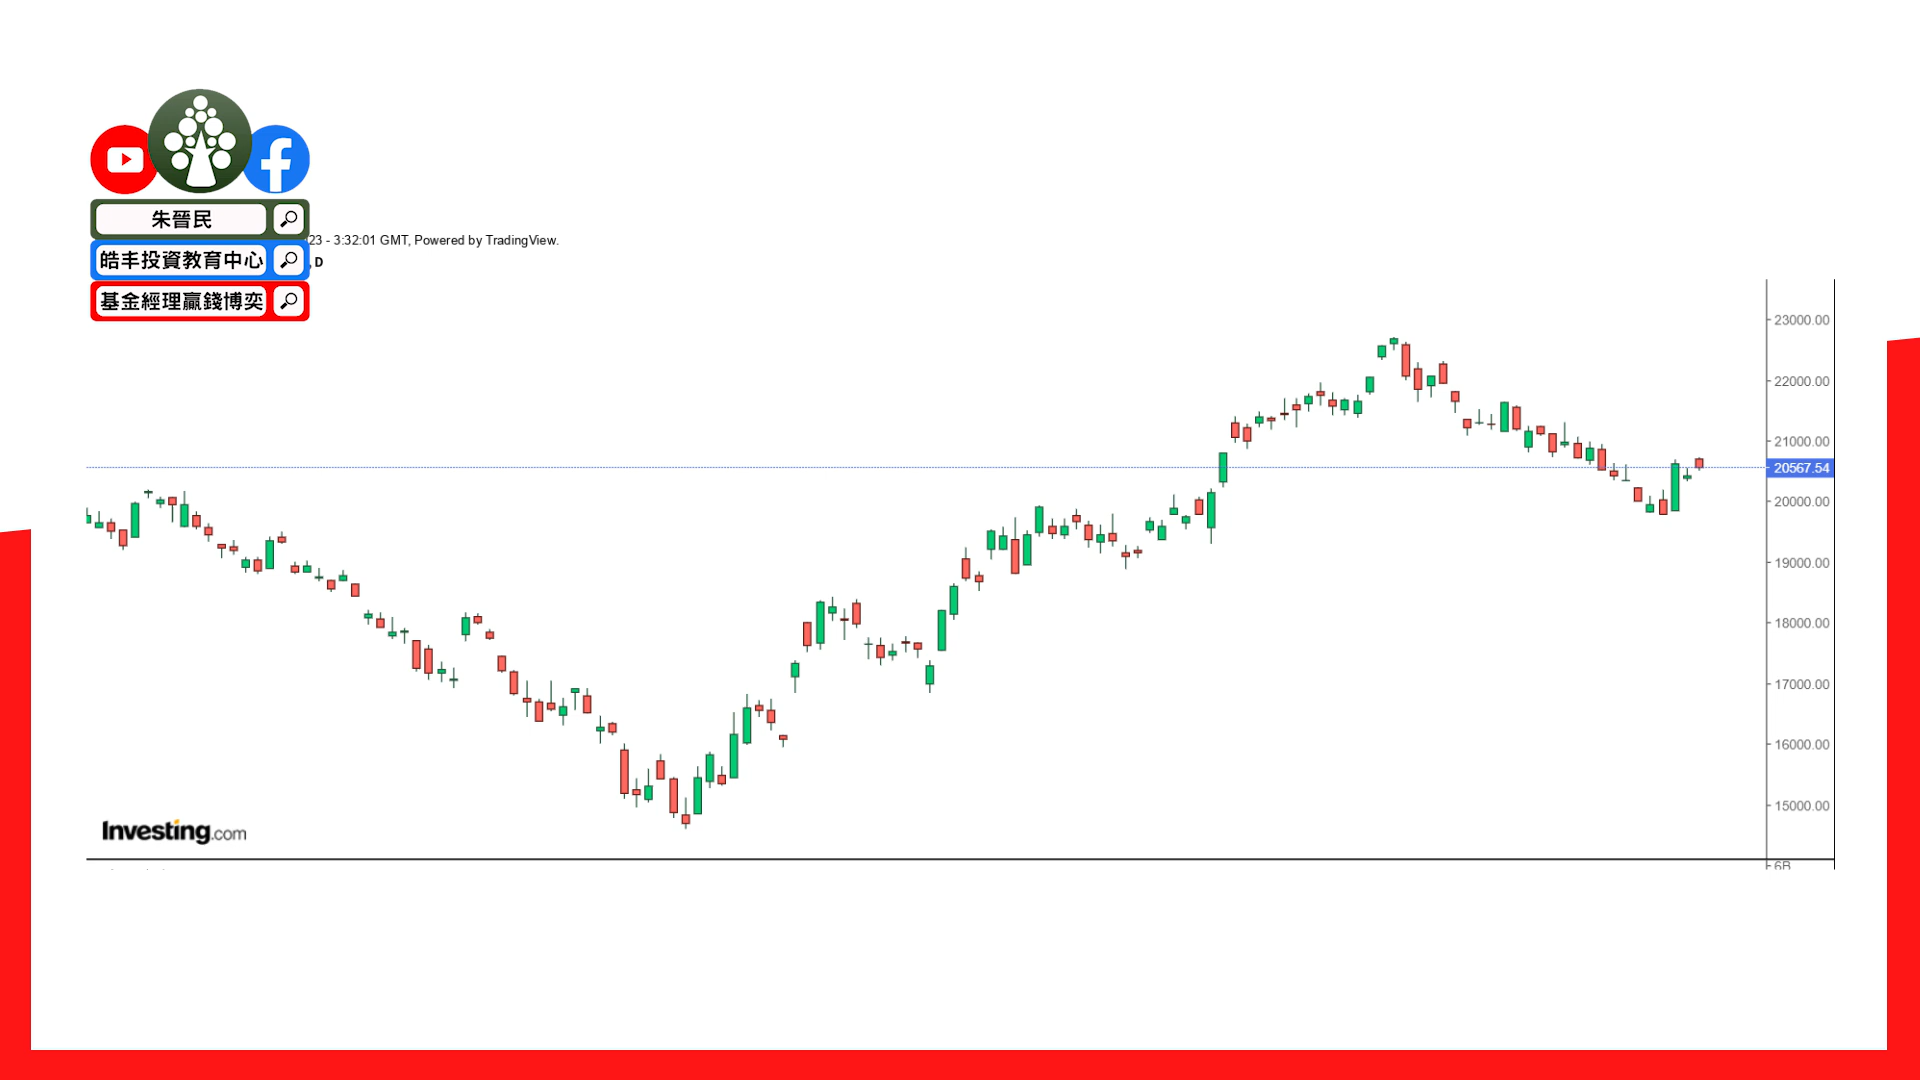 朱晉民
23 - 3:32:01 GMT, Powered by TradingView.
皓丰投資教育中心
, D
基金經理贏錢博奕
23000.00
22000.00
21000.00
20567.54
20000.00
19000.00
18000.00
17000.00
16000.00
15000.00
Investing.com
6B